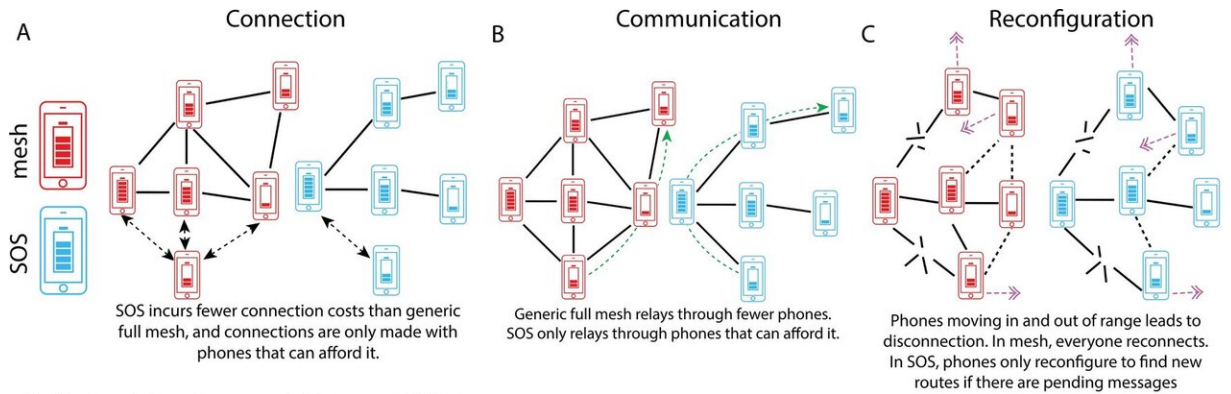 Connection
Communication
Reconfiguration
A
B
C
mesh
SOS
SOS incurs fewer connection costs than generic
full mesh, and connections are only made with
phones that can afford it.
Generic full mesh relays through fewer phones.
SOS only relays through phones that can afford it.
Phones moving in and out of range leads to
disconnection. In mesh, everyone reconnects.
In SOS, phones only reconfigure to find new
routes if there are pending messages